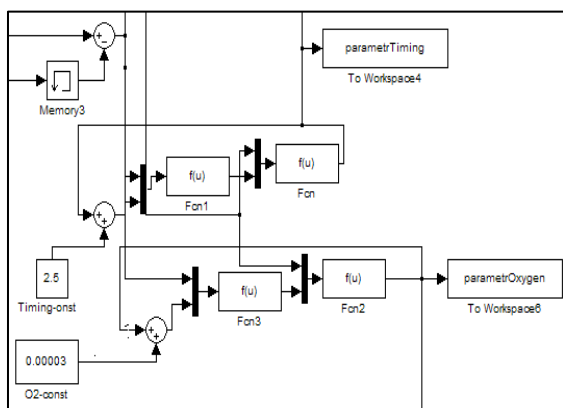 +
-
parametrTiming
To Workspace4
Memory3
f(u)
Fcn1
f(u)
Fcn
+
+
2.5
Timing-onst
f(u)
Fcn3
f(u)
Fcn2
parametrOxygen
To Workspace6
+
+
0.00003
O2-const